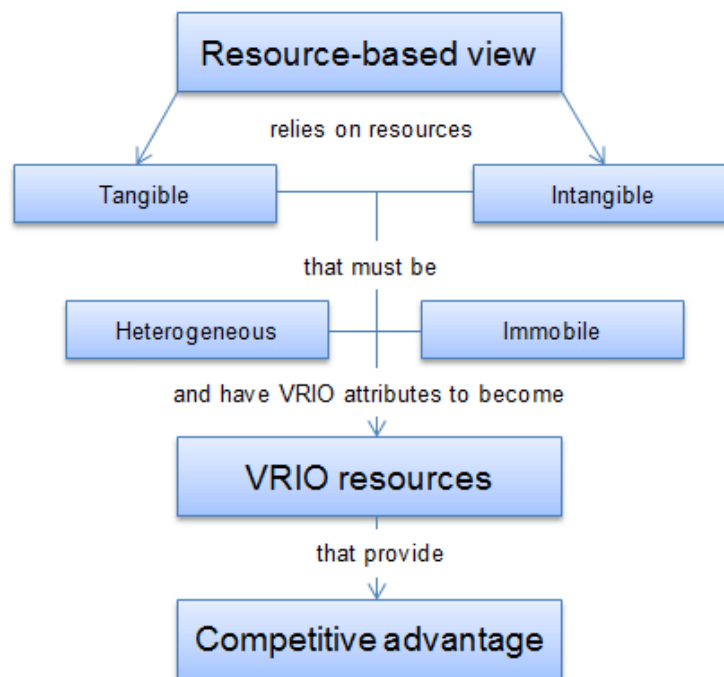 Resource-based view
relies on resources
Tangible
Intangible
that must be
Heterogeneous
Immobile
and have VRIO attributes to become
VRIO resources
that provide
Competitive advantage